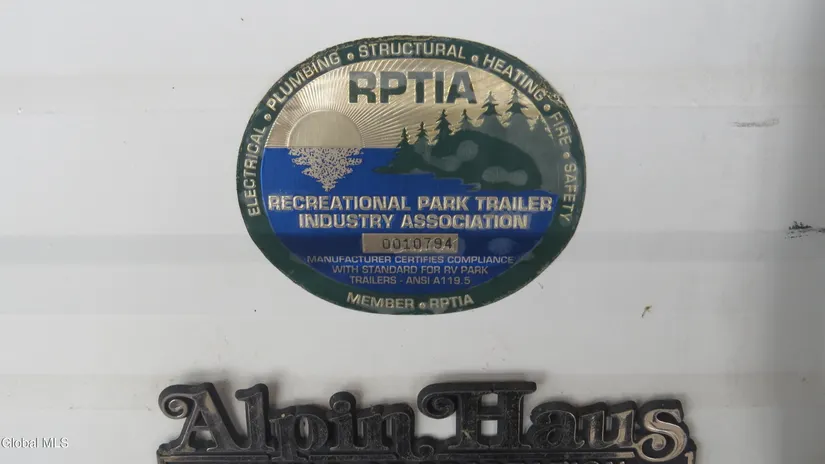 ELECTRICAL • PLUMBING • STRUCTURAL • HEATING • FIRE • SAFETY
RPTIA
RECREATIONAL PARK TRAILER
INDUSTRY ASSOCIATION
0010794
MANUFACTURER CERTIFIES COMPLIANCE
WITH STANDARD FOR RV PARK
TRAILERS - ANSI A119.5
MEMBER • RPTIA
Alpin Haus
Global MLS